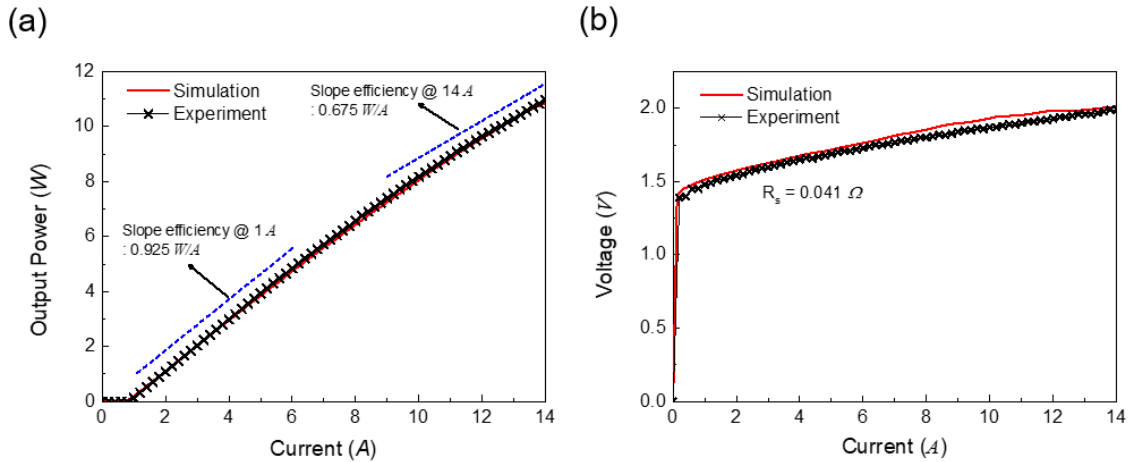 (a)
12
10
8
6
4
2
0
Output Power (W)
Simulation
Experiment
Slope efficiency @ 14 A
: 0.675 W/A
Slope efficiency @ 1 A
: 0.925 W/A
0 2 4 6 8 10 12 14
Current (A)
(b)
2.0
1.5
1.0
0.5
0.0
Voltage (V)
Simulation
Experiment
Rs = 0.041 Ω
0 2 4 6 8 10 12 14
Current (A)